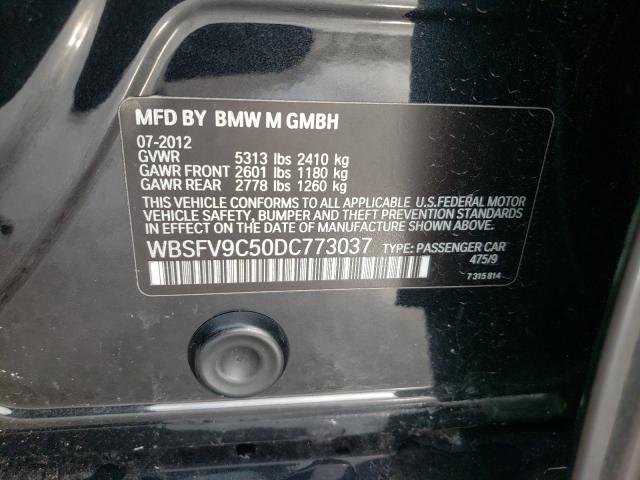 MFD BY BMW M GMBH
07-2012
GVWR 5313 lbs 2410 kg
GAWR FRONT 2601 lbs 1180 kg
GAWR REAR 2778 lbs 1260 kg
THIS VEHICLE CONFORMS TO ALL APPLICABLE U.S.FEDERAL MOTOR
VEHICLE SAFETY, BUMPER AND THEFT PREVENTION STANDARDS
IN EFFECT ON THE DATE OF MANUFACTURE SHOWN ABOVE.
WBSFV9C50DC773037 TYPE: PASSENGER CAR
475/9
7 315 814